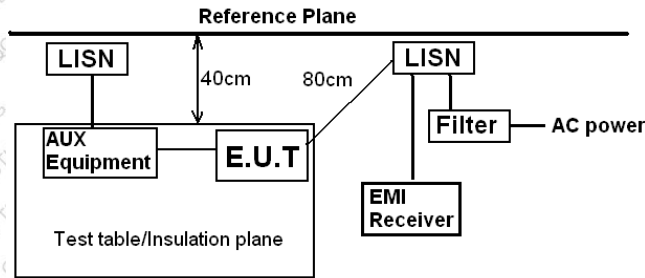 Reference Plane
LISN
40cm
80cm
LISN
AUX
Equipment
E.U.T
Filter
AC power
EMI
Receiver
Test table/Insulation plane